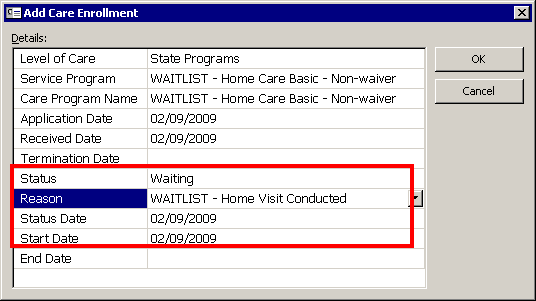 Add Care Enrollment
Details:
Level of Care State Programs
Service Program WAITLIST - Home Care Basic - Non-waiver
Care Program Name WAITLIST - Home Care Basic - Non-waiver
Application Date 02/09/2009
Received Date 02/09/2009
Termination Date
Status Waiting
Reason WAITLIST - Home Visit Conducted
Status Date 02/09/2009
Start Date 02/09/2009
End Date
OK
Cancel